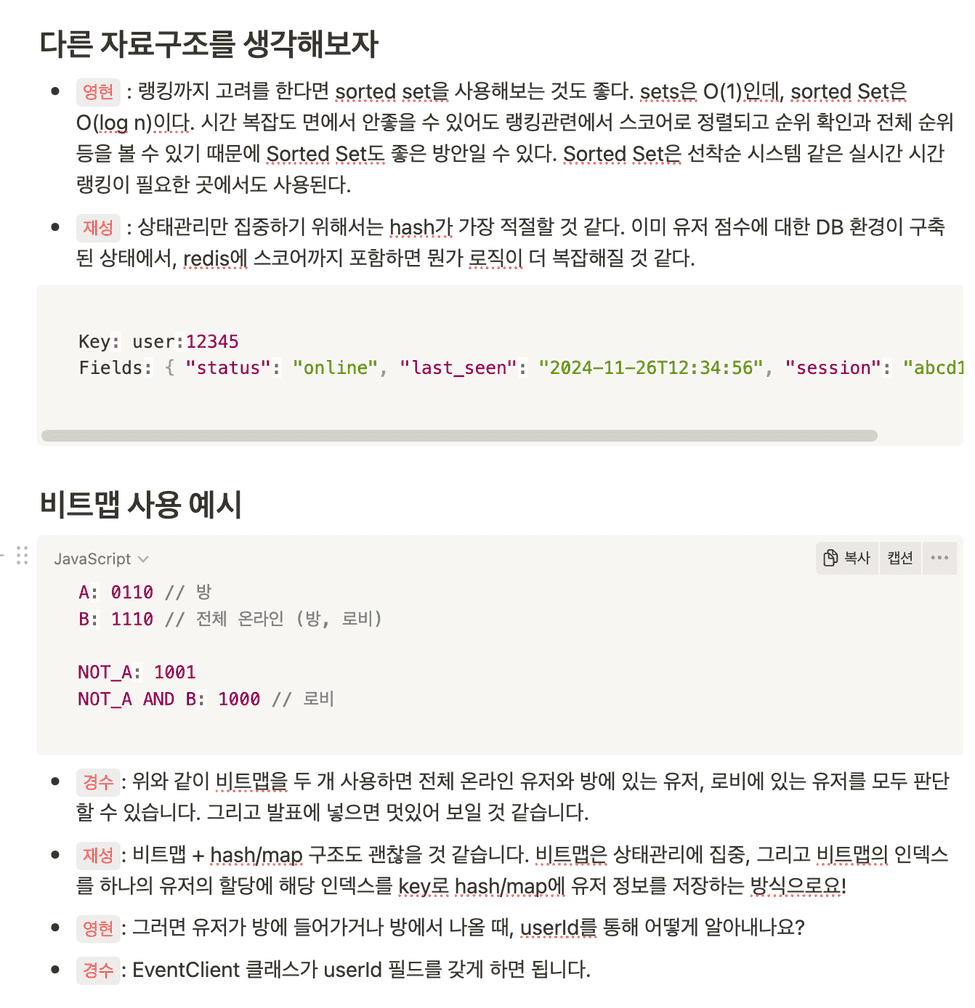 다른 자료구조를 생각해보자
영현 : 랭킹까지 고려를 한다면 sorted set을 사용해보는 것도 좋다. sets은 O(1)인데, sorted Set은
O(log n)이다. 시간 복잡도 면에서 안좋을 수 있어도 랭킹관련에서 스코어로 정렬되고 순위 확인과 전체 순위
등을 볼 수 있기 때문에 Sorted Set도 좋은 방안일 수 있다. Sorted Set은 선착순 시스템 같은 실시간 시간
랭킹이 필요한 곳에서도 사용된다.
재성 : 상태관리만 집중하기 위해서는 hash가 가장 적절할 것 같다. 이미 유저 점수에 대한 DB 환경이 구축
된 상태에서, redis에 스코어까지 포함하면 뭔가 로직이 더 복잡해질 것 같다.
Key: user:12345
Fields: { "status": "online", "last_seen": "2024-11-26T12:34:56", "session": "abcd1
비트맵 사용 예시
JavaScript 복사 캡션
A: 0110 // 방
B: 1110 // 전체 온라인 (방, 로비)
NOT_A: 1001
NOT_A AND B: 1000 // 로비
경수 : 위와 같이 비트맵을 두 개 사용하면 전체 온라인 유저와 방에 있는 유저, 로비에 있는 유저를 모두 판단
할 수 있습니다. 그리고 발표에 넣으면 멋있어 보일 것 같습니다.
재성 : 비트맵 + hash/map 구조도 괜찮을 것 같습니다. 비트맵은 상태관리에 집중, 그리고 비트맵의 인덱스
를 하나의 유저의 할당에 해당 인덱스를 key로 hash/map에 유저 정보를 저장하는 방식으로요!
영현 : 그러면 유저가 방에 들어가거나 방에서 나올 때, userId를 통해 어떻게 알아내나요?
경수 : EventClient 클래스가 userId 필드를 갖게 하면 됩니다.